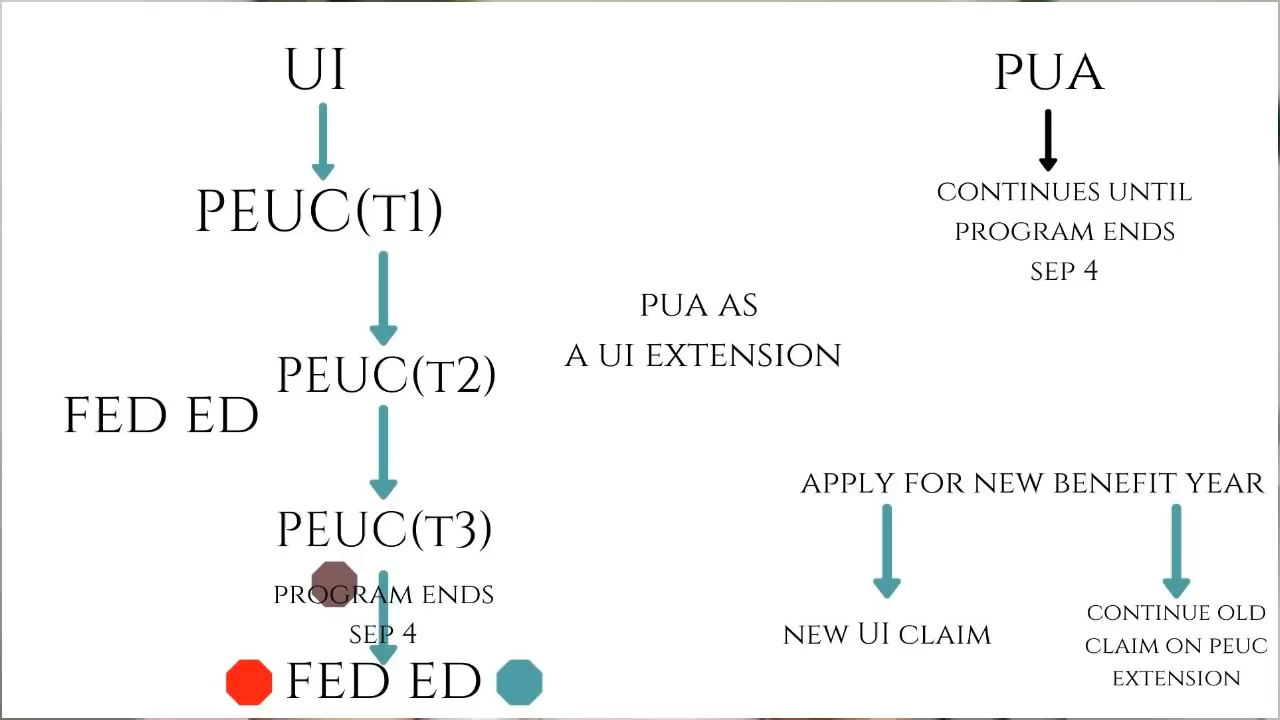 UI
PEUC(T1)
PEUC(T2)
FED ED
PEUC(T3)
PROGRAM ENDS
SEP 4
FED ED
PUA AS
A UI EXTENSION
PUA
CONTINUES UNTIL
PROGRAM ENDS
SEP 4
APPLY FOR NEW BENEFIT YEAR
NEW UI CLAIM
CONTINUE OLD
CLAIM ON PEUC
EXTENSION